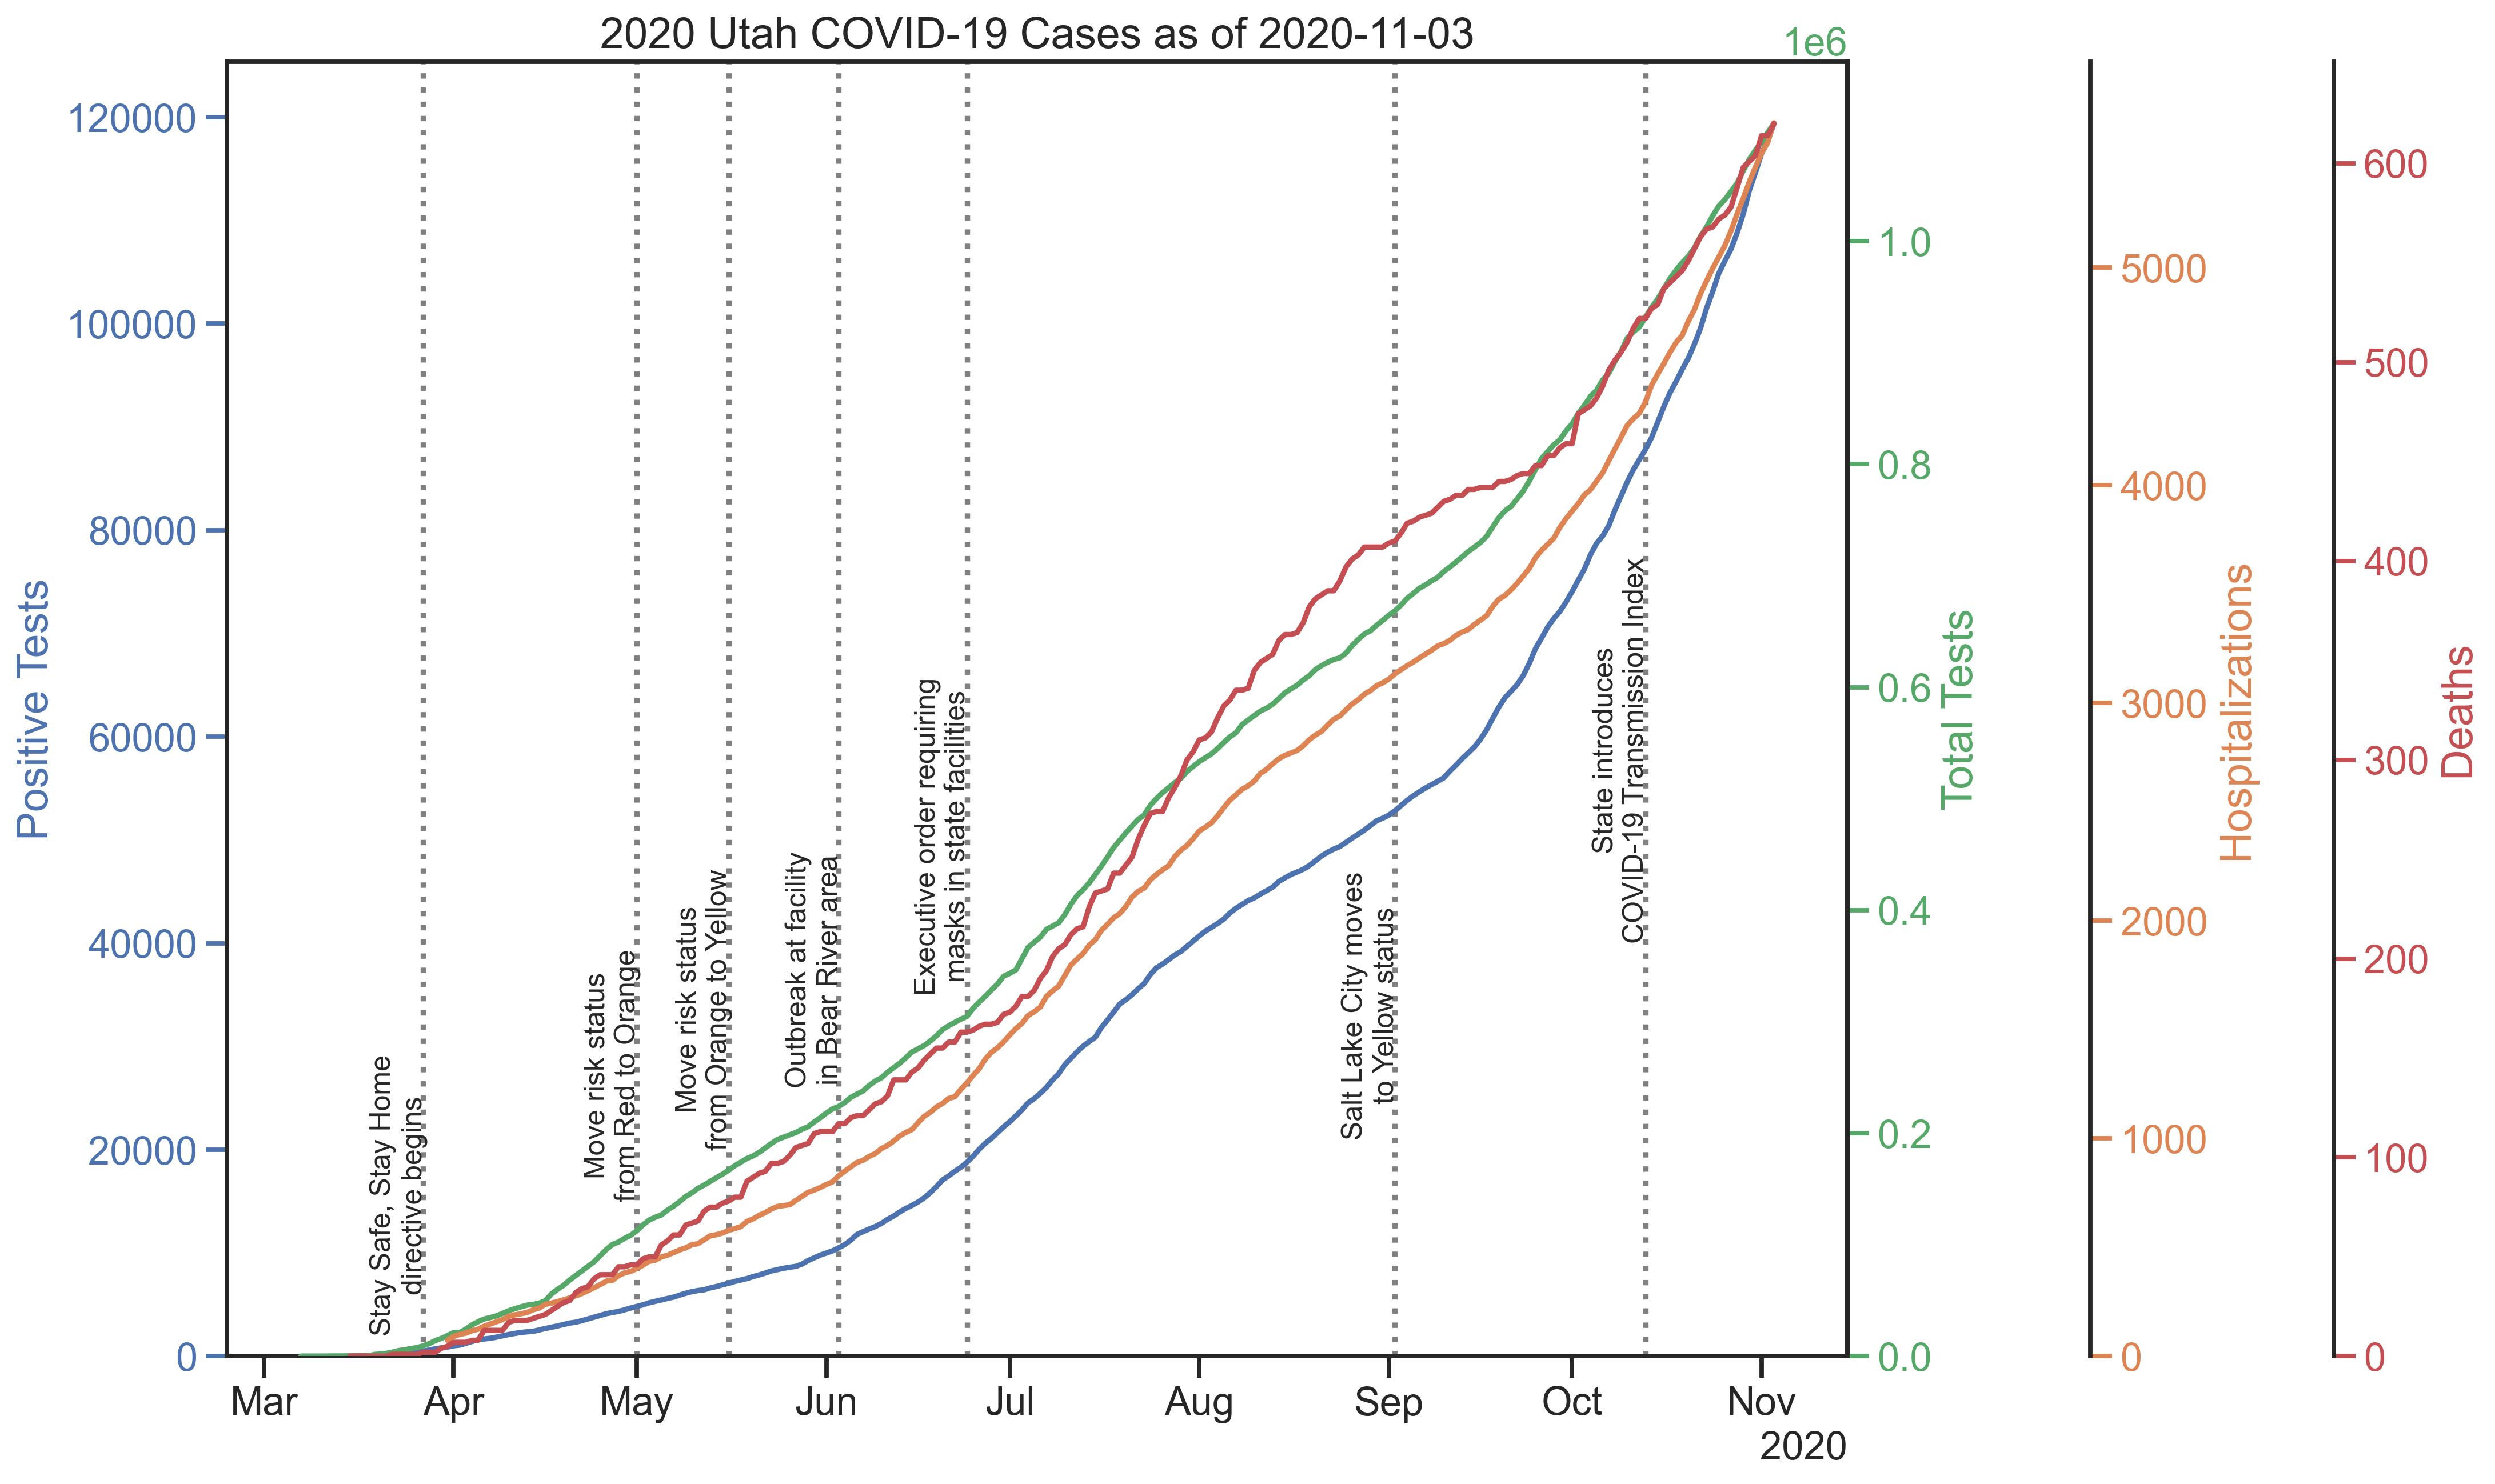 2020 Utah COVID-19 Cases as of 2020-11-03
1e6
Positive Tests
120000
100000
80000
60000
40000
20000
0
Stay Safe, Stay Home
directive begins
Move risk status
from Red to Orange
Move risk status
from Orange to Yellow
Outbreak at facility
in Bear River area
Executive order requiring
masks in state facilities
Salt Lake City moves
to Yellow status
State introduces
COVID-19 Transmission Index
Mar
Apr
May
Jun
Jul
Aug
Sep
Oct
Nov
2020
1.0
0.8
0.6
0.4
0.2
0.0
Total Tests
5000
4000
3000
2000
1000
0
Hospitalizations
600
500
400
300
200
100
0
Deaths